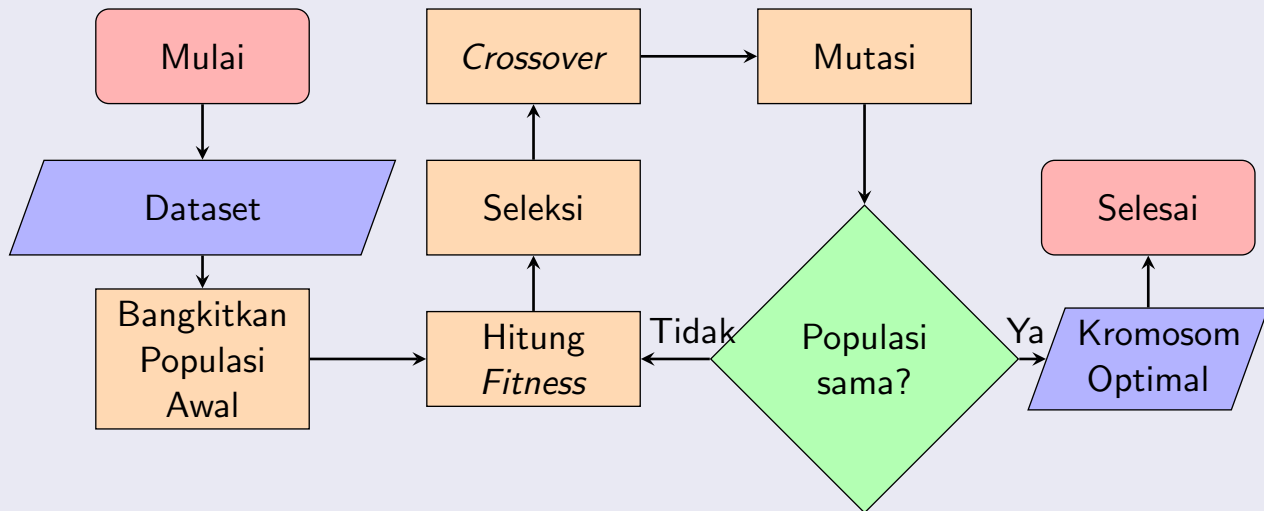 Mulai
Dataset
Bangkitkan
Populasi
Awal
Hitung
Fitness
Seleksi
Crossover
Mutasi
Populasi
sama?
Tidak
Ya
Kromosom
Optimal
Selesai